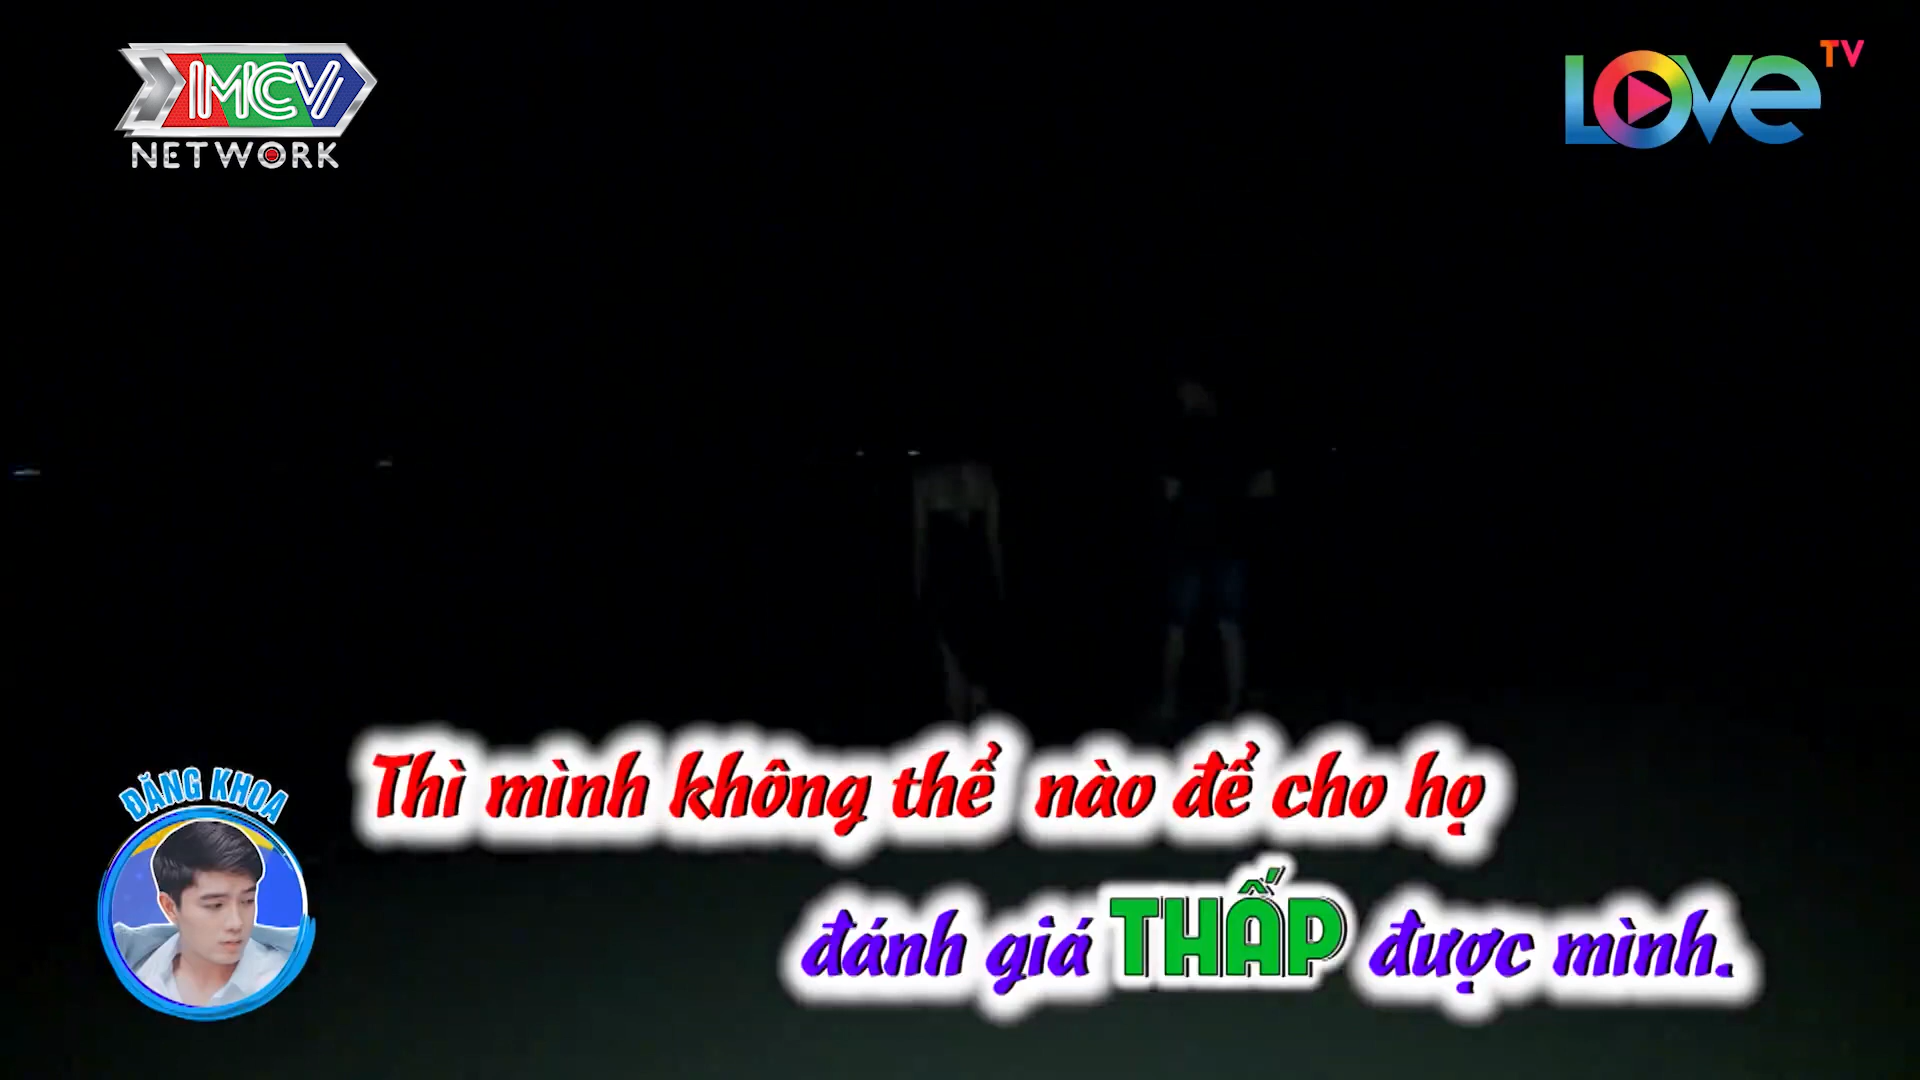 MCV
NETWORK
LOVE TV
ĐĂNG KHOA
Thì mình không thể nào để cho họ
đánh giá THẤP được mình.